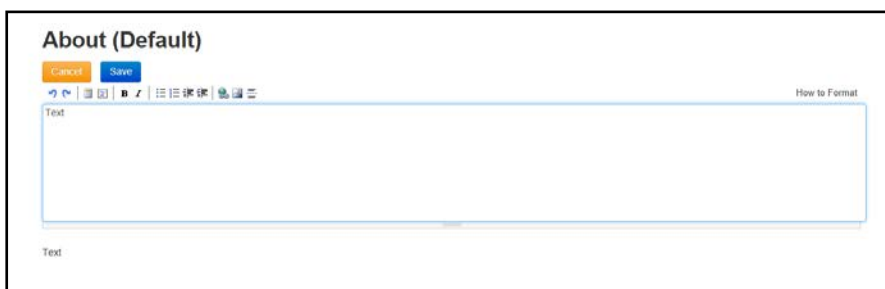 About (Default)
Cancel Save
B I How to Format
Text
Text